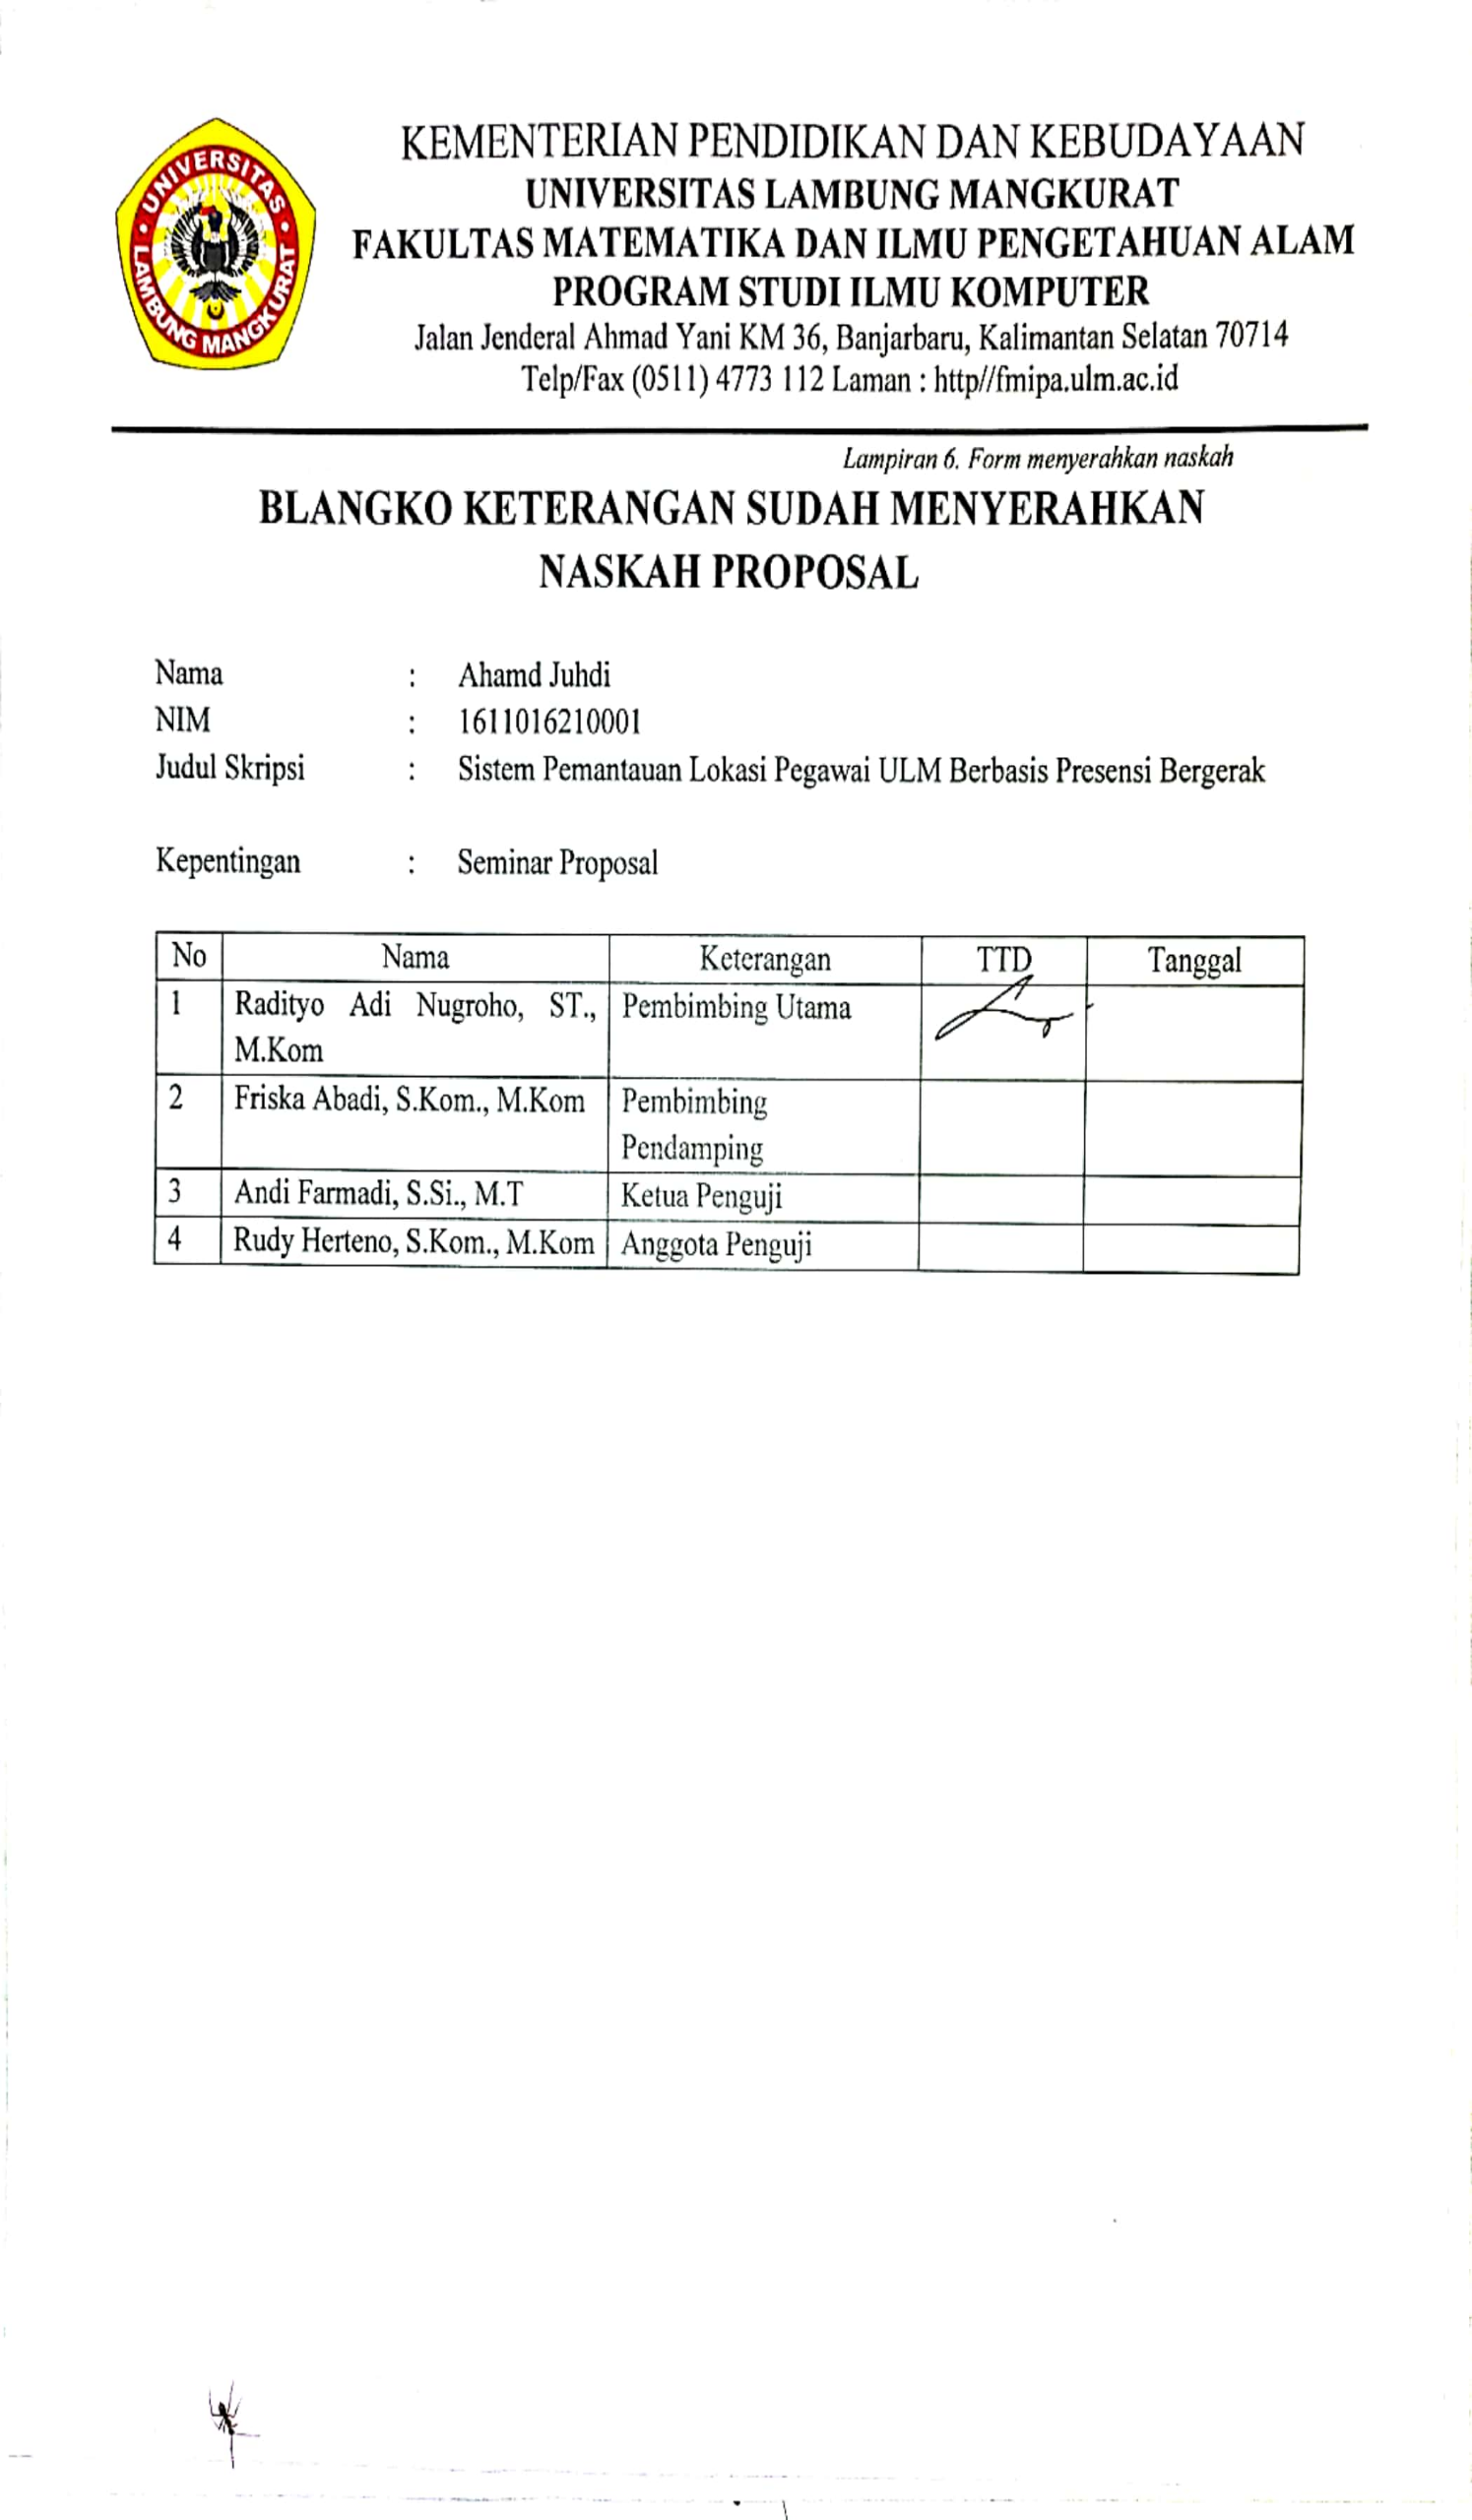 UNIVERSITAS
LAMBUNG MANGKURAT
KEMENTERIAN PENDIDIKAN DAN KEBUDAYAAN
UNIVERSITAS LAMBUNG MANGKURAT
FAKULTAS MATEMATIKA DAN ILMU PENGETAHUAN ALAM
PROGRAM STUDI ILMU KOMPUTER
Jalan Jenderal Ahmad Yani KM 36, Banjarbaru, Kalimantan Selatan 70714
Telp/Fax (0511) 4773 112 Laman : http//fmipa.ulm.ac.id
Lampiran 6. Form menyerahkan naskah
BLANGKO KETERANGAN SUDAH MENYERAHKAN
NASKAH PROPOSAL
Nama : Ahamd Juhdi
NIM : 1611016210001
Judul Skripsi : Sistem Pemantauan Lokasi Pegawai ULM Berbasis Presensi Bergerak
Kepentingan : Seminar Proposal
No Nama Keterangan TTD Tanggal
1 Radityo Adi Nugroho, ST., Pembimbing Utama
M.Kom
2 Friska Abadi, S.Kom., M.Kom Pembimbing
Pendamping
3 Andi Farmadi, S.Si., M.T Ketua Penguji
4 Rudy Herteno, S.Kom., M.Kom Anggota Penguji